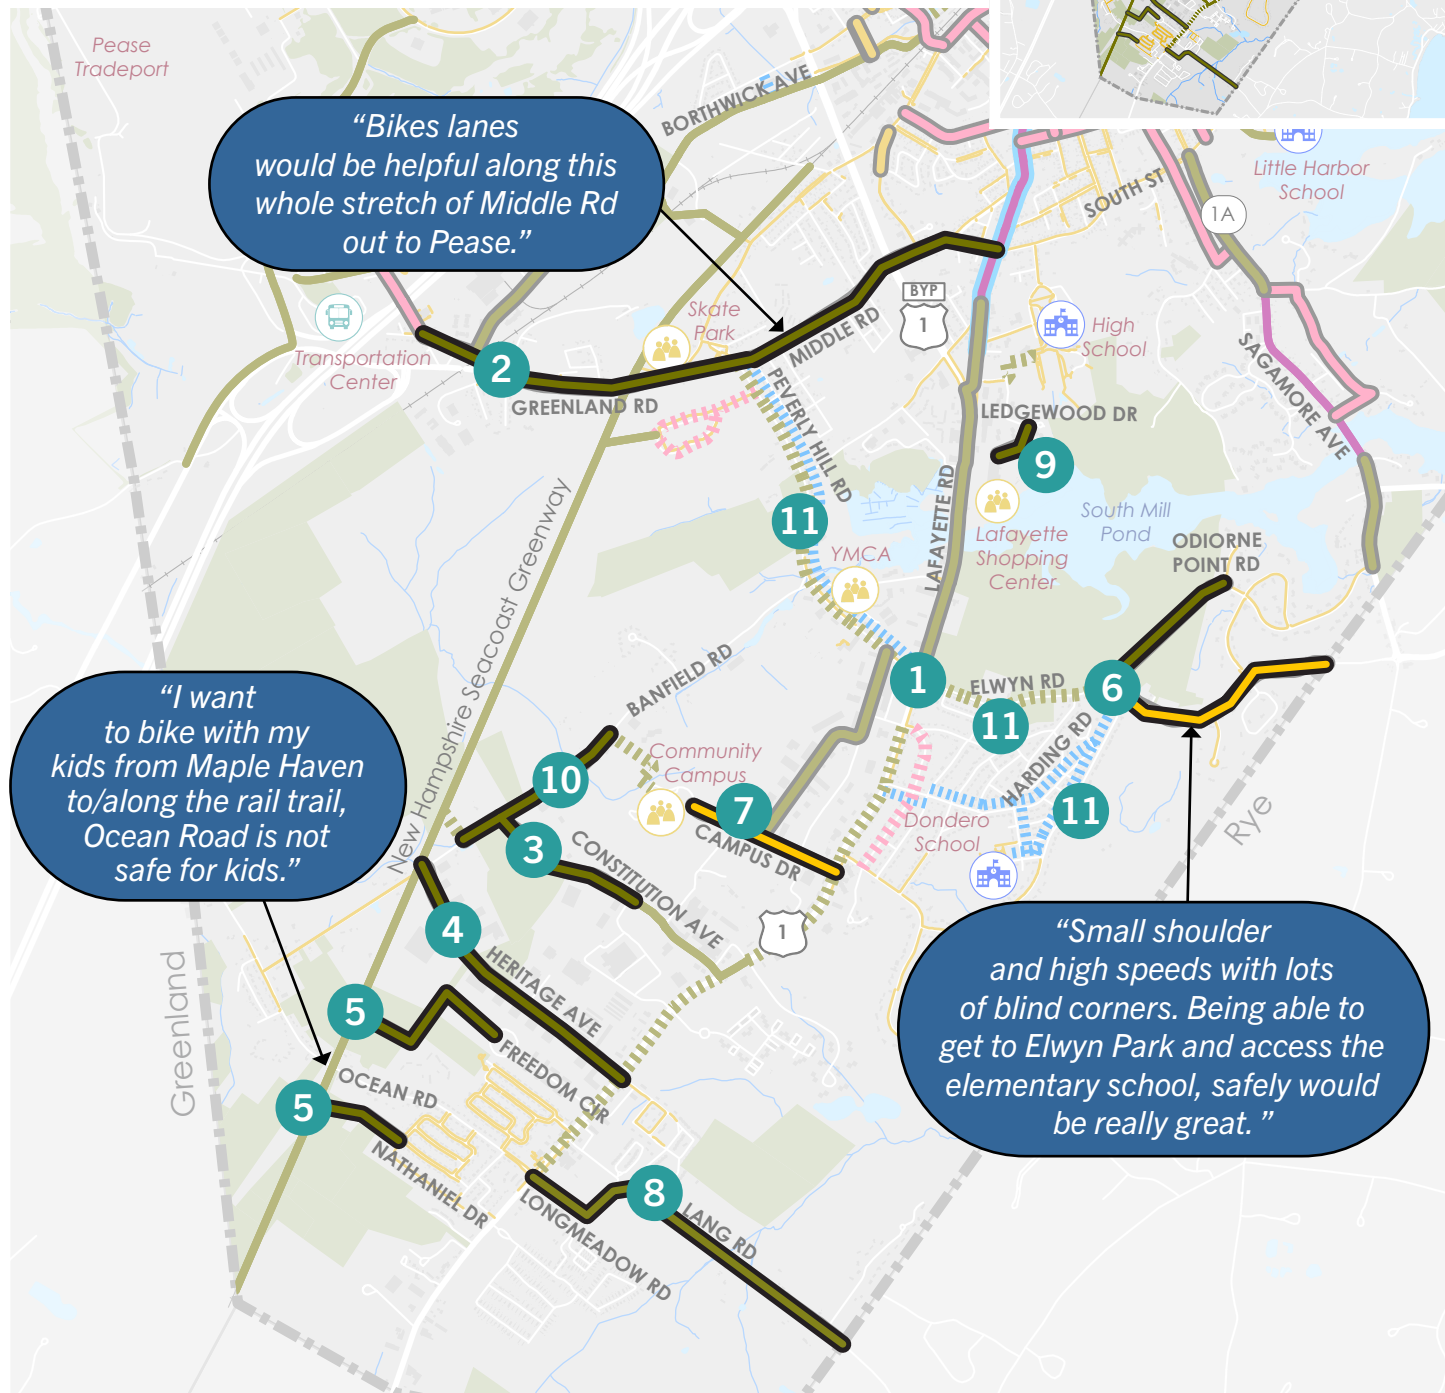 Pease
Tradeport
BORTHWICK AVE
“Bikes lanes
would be helpful along this
whole stretch of Middle Rd
out to Pease.”
Little Harbor
School
SOUTH ST
1A
BYP
1
Skate
Park
MIDDLE RD
High
School
Transportation
Center
2
GREENLAND RD
SAGAMORE AVE
PEVERLY HILL RD
LEDGEWOOD DR
9
LAFAYETTE RD
11
South Mill
Pond
Lafayette
Shopping
Center
ODIORNE
POINT RD
YMCA
New Hampshire Seacoast Greenway
BANFIELD RD
1
ELWYN RD
6
11
HARDING RD
“I want
to bike with my
kids from Maple Haven
to/along the rail trail,
Ocean Road is not
safe for kids.”
Community
Campus
10
7
CAMPUS DR
11
Rye
3
CONSTITUTION AVE
Dondero
School
4
HERITAGE AVE
1
Greenland
5
FREEDOM CIR
OCEAN RD
5
NATHANIEL DR
“Small shoulder
and high speeds with lots
of blind corners. Being able to
get to Elwyn Park and access the
elementary school, safely would
be really great. ”
8
LANG RD
LONGMEADOW RD